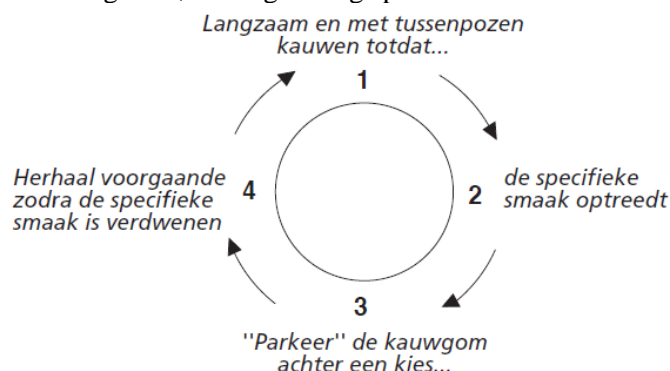 Langzaam en met tussenpozen
kauwen totdat...
1
de specifieke
smaak optreedt
2
3
"Parkeer" de kauwgom
achter een kies...
4
Herhaal voorgaande
zodra de specifieke
smaak is verdwenen